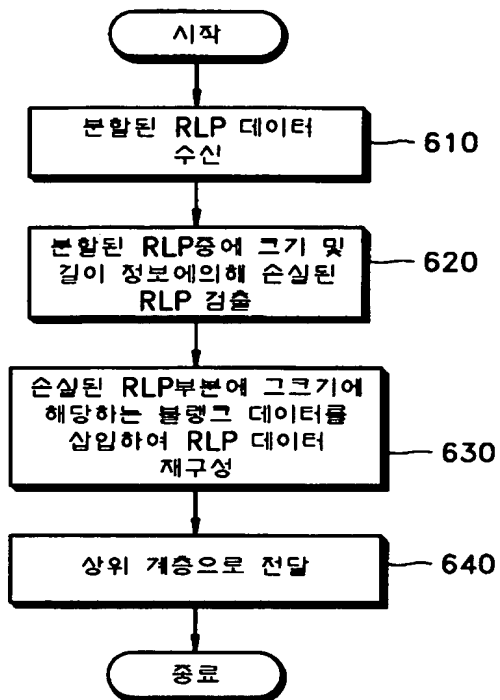 시작
분할된 RLP 데이터
수신
610
분할된 RLP중에 크기 및
길이 정보에의해 손실된
RLP 검출
620
손실된 RLP부분에 그크기에
해당하는 블랭크 데이터를
삽입하여 RLP 데이터
재구성
630
상위 계층으로 전달
640
종료